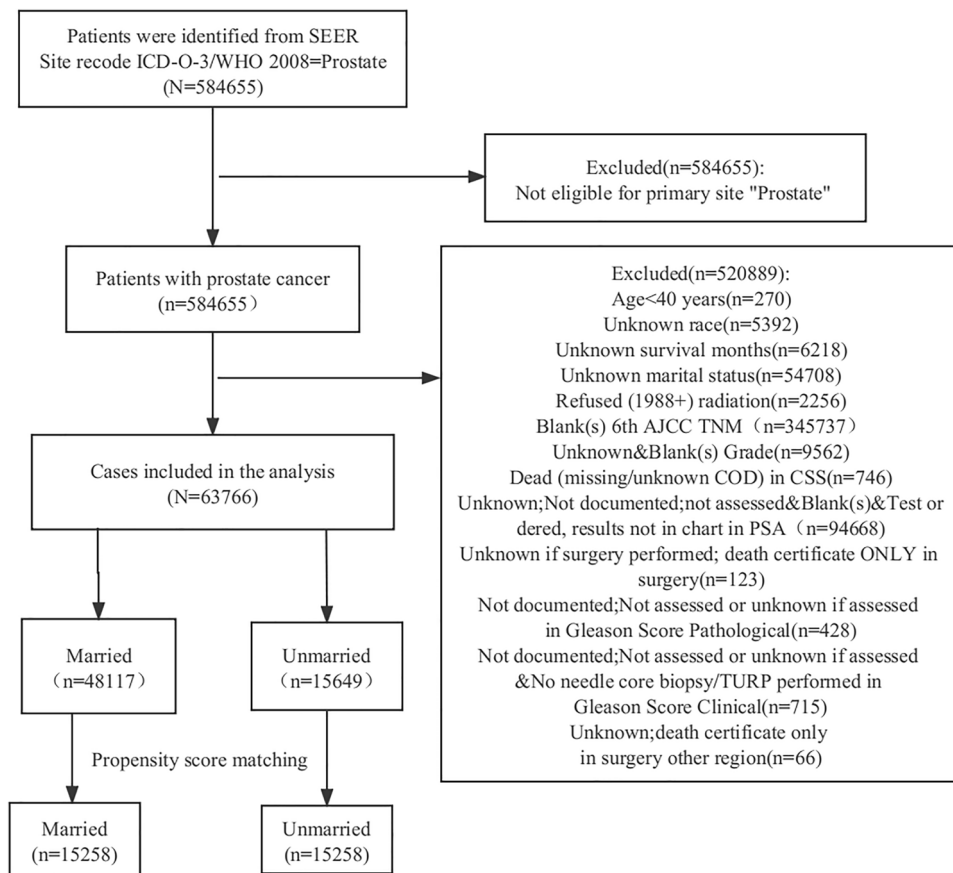 Patients were identified from SEER
Site recode ICD-O-3/WHO 2008=Prostate
(N=584655)
Excluded(n=584655):
Not eligible for primary site "Prostate"
Patients with prostate cancer
(n=584655）
Excluded(n=520889):
Age<40 years(n=270)
Unknown race(n=5392)
Unknown survival months(n=6218)
Unknown marital status(n=54708)
Refused (1988+) radiation(n=2256)
Blank(s) 6th AJCC TNM（n=345737）
Unknown&Blank(s) Grade(n=9562)
Dead (missing/unknown COD) in CSS(n=746)
Unknown;Not documented;not assessed&Blank(s)&Test or
dered, results not in chart in PSA（n=94668)
Unknown if surgery performed; death certificate ONLY in
surgery(n=123)
Not documented;Not assessed or unknown if assessed
in Gleason Score Pathological(n=428)
Not documented;Not assessed or unknown if assessed
&No needle core biopsy/TURP performed in
Gleason Score Clinical(n=715)
Unknown;death certificate only
in surgery other region(n=66)
Cases included in the analysis
(N=63766)
Married
（n=48117）
Unmarried
（n=15649）
Propensity score matching
Married
(n=15258)
Unmarried
(n=15258)